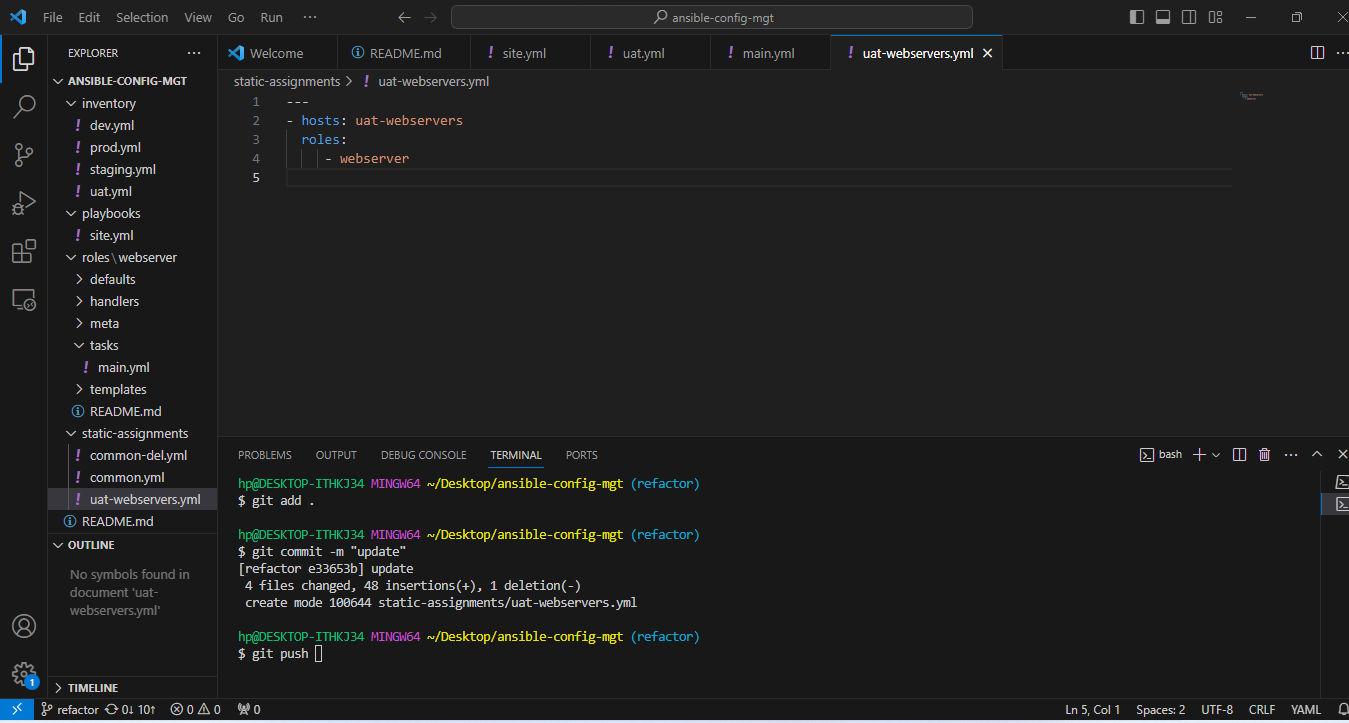 File Edit Selection View Go Run ··· ansible-config-mgt
EXPLORER ···
ANSIBLE-CONFIG-MGT
inventory
! dev.yml
! prod.yml
! staging.yml
! uat.yml
playbooks
! site.yml
roles\webserver
defaults
handlers
meta
tasks
! main.yml
templates
README.md
static-assignments
! common-del.yml
! common.yml
! uat-webservers.yml
README.md
OUTLINE
No symbols found in
document 'uat-
webservers.yml'
TIMELINE
1
Welcome README.md ! site.yml ! uat.yml ! main.yml ! uat-webservers.yml
static-assignments > ! uat-webservers.yml
1 ---
2 - hosts: uat-webservers
3 roles:
4 - webserver
5
PROBLEMS OUTPUT DEBUG CONSOLE TERMINAL PORTS bash
hp@DESKTOP-ITHKJ34 MINGW64 ~/Desktop/ansible-config-mgt (refactor)
$ git add .
hp@DESKTOP-ITHKJ34 MINGW64 ~/Desktop/ansible-config-mgt (refactor)
$ git commit -m "update"
[refactor e33653b] update
4 files changed, 48 insertions(+), 1 deletion(-)
create mode 100644 static-assignments/uat-webservers.yml
hp@DESKTOP-ITHKJ34 MINGW64 ~/Desktop/ansible-config-mgt (refactor)
$ git push
refactor 0↓ 10↑ 0 0 0 Ln 5, Col 1 Spaces: 2 UTF-8 CRLF YAML